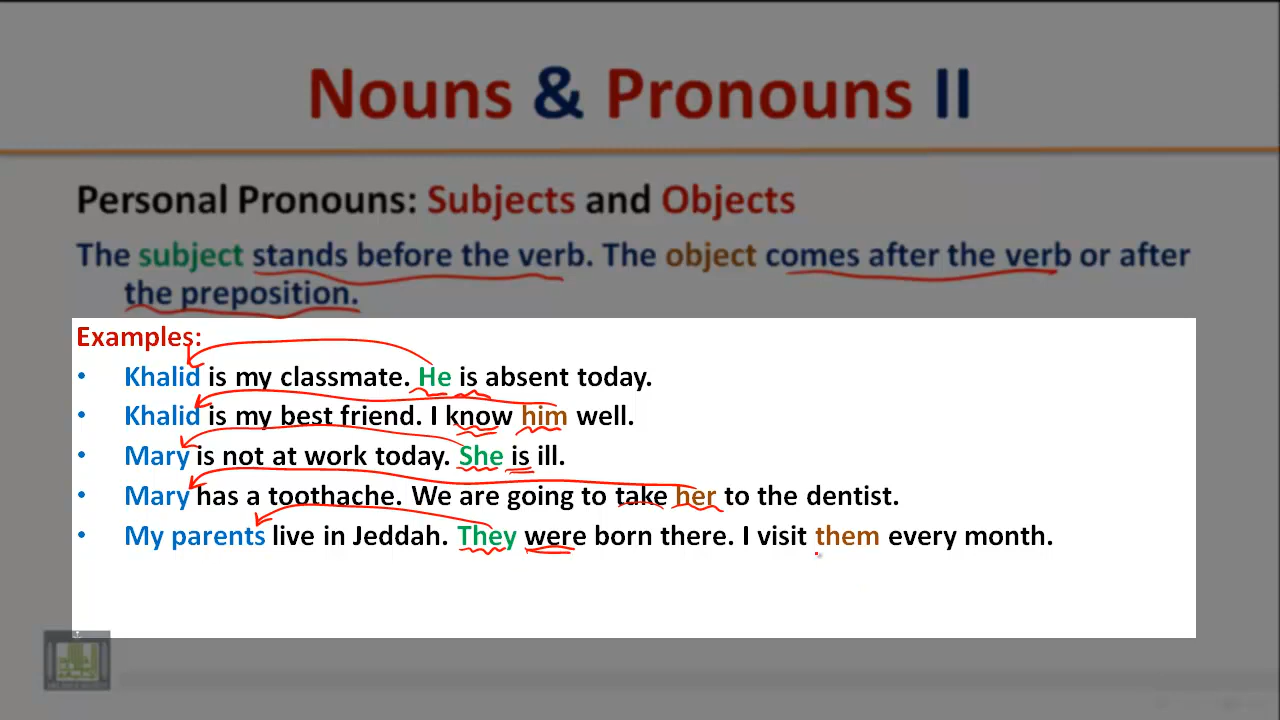 Nouns & Pronouns II
Personal Pronouns: Subjects and Objects
The subject stands before the verb. The object comes after the verb or after
the preposition.
Examples:
• Khalid is my classmate. He is absent today.
• Khalid is my best friend. I know him well.
• Mary is not at work today. She is ill.
• Mary has a toothache. We are going to take her to the dentist.
• My parents live in Jeddah. They were born there. I visit them every month.